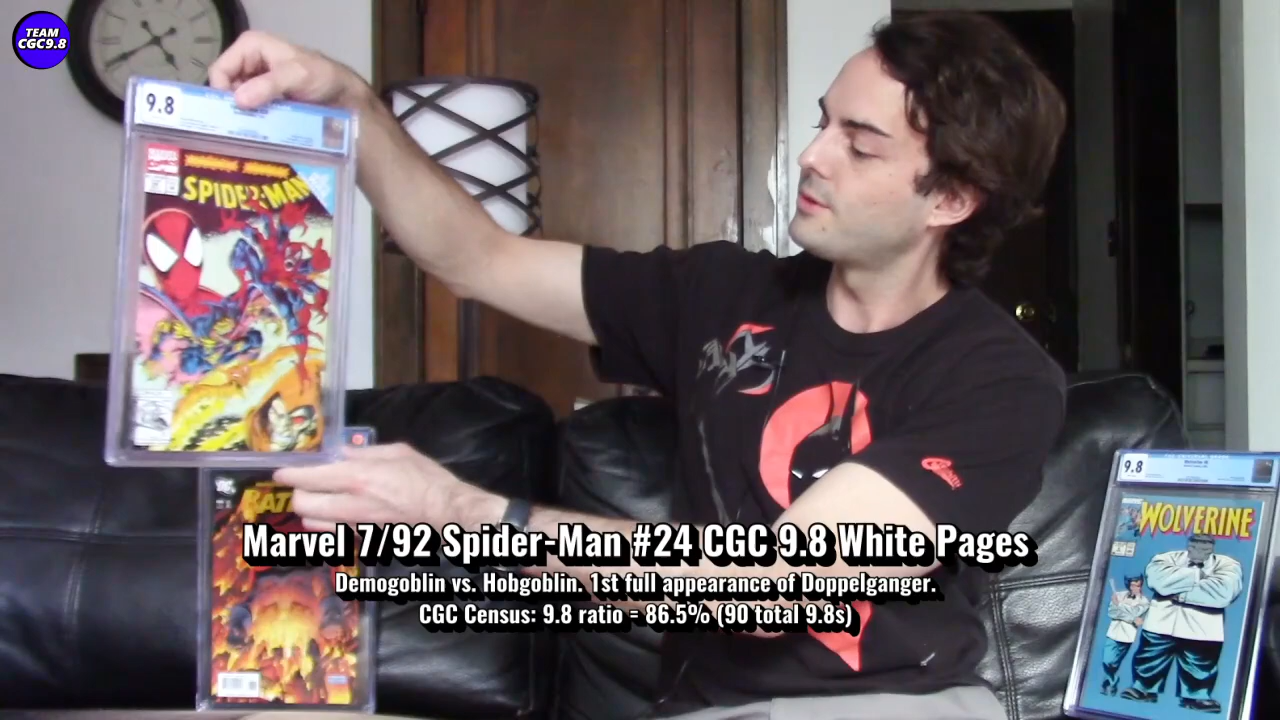 TEAM
CGC9.8
9.8
SPIDER-MAN
BAT
9.8
WOLVERINE
Marvel 7/92 Spider-Man #24 CGC 9.8 White Pages
Demogoblin vs. Hobgoblin. 1st full appearance of Doppelganger.
CGC Census: 9.8 ratio = 86.5% (90 total 9.8s)